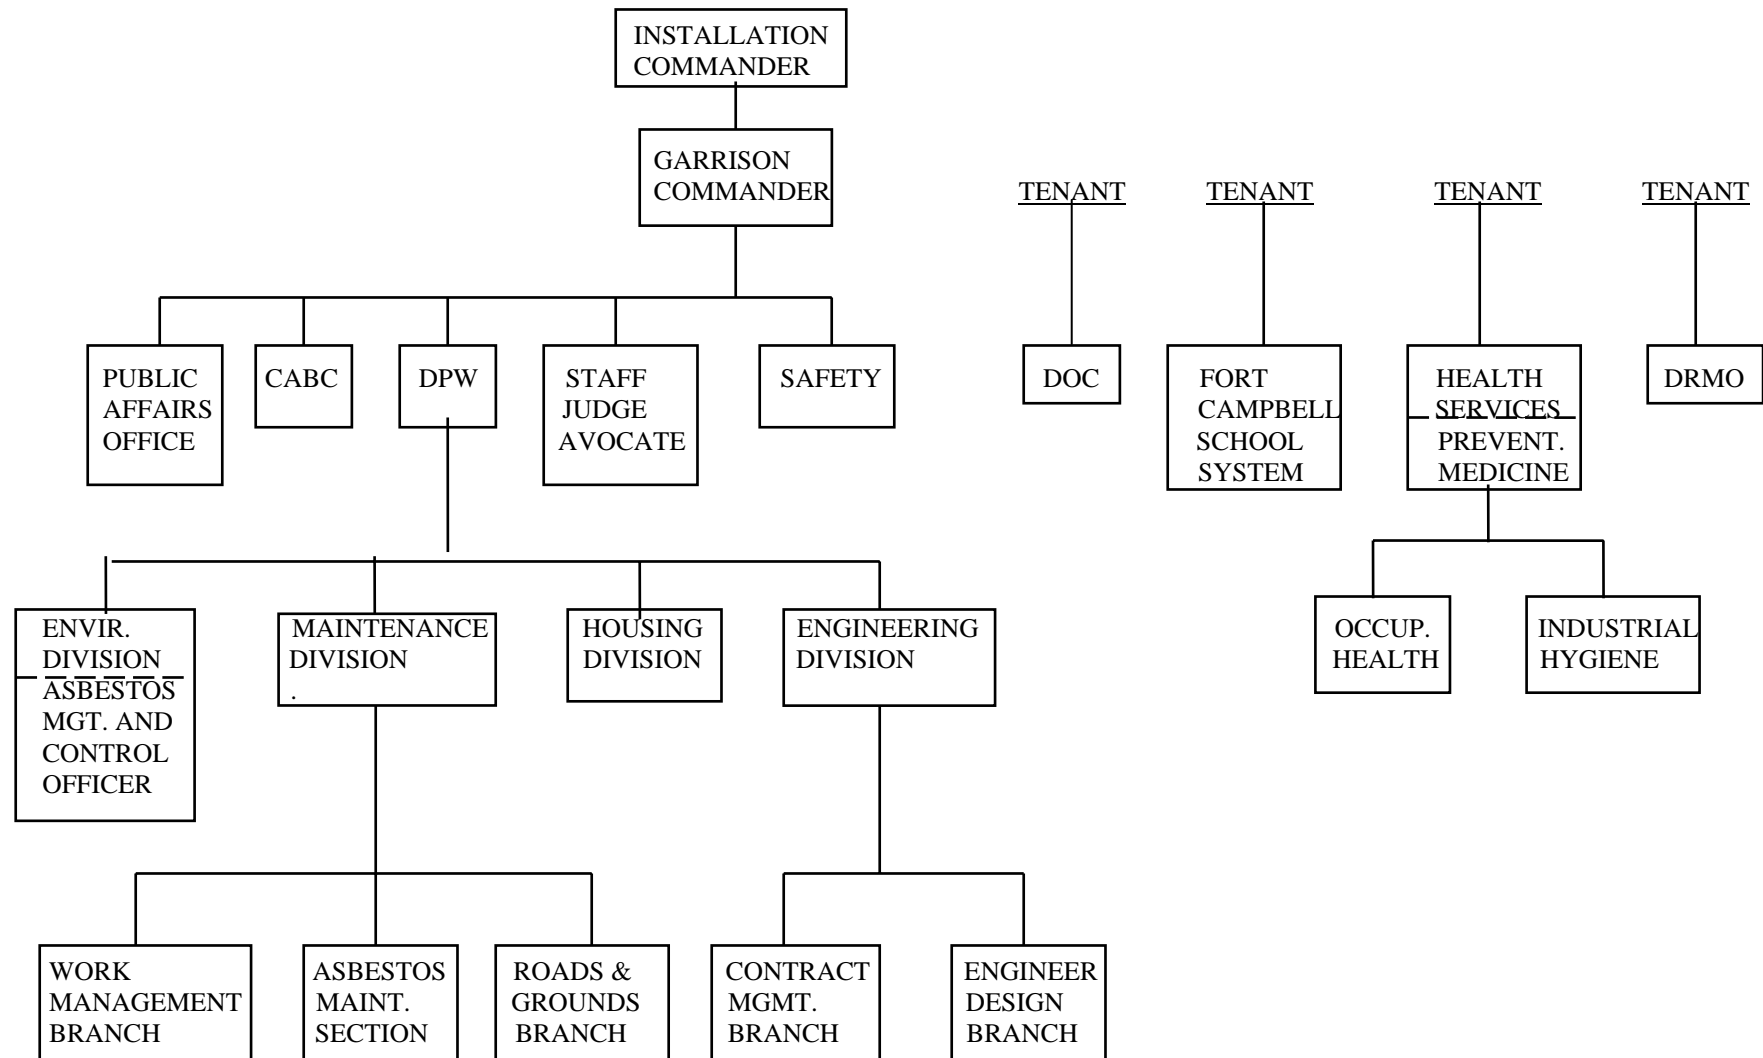 INSTALLATION
COMMANDER
GARRISON
COMMANDER
TENANT
TENANT
TENANT
TENANT
PUBLIC
AFFAIRS
OFFICE
CABC
DPW
STAFF
JUDGE
AVOCATE
SAFETY
DOC
FORT
CAMPBELL
SCHOOL
SYSTEM
HEALTH
SERVICES
PREVENT.
MEDICINE
DRMO
ENVIR.
DIVISION
ASBESTOS
MGT. AND
CONTROL
OFFICER
MAINTENANCE
DIVISION
.
HOUSING
DIVISION
ENGINEERING
DIVISION
OCCUP.
HEALTH
INDUSTRIAL
HYGIENE
WORK
MANAGEMENT
BRANCH
ASBESTOS
MAINT.
SECTION
ROADS &
GROUNDS
BRANCH
CONTRACT
MGMT.
BRANCH
ENGINEER
DESIGN
BRANCH